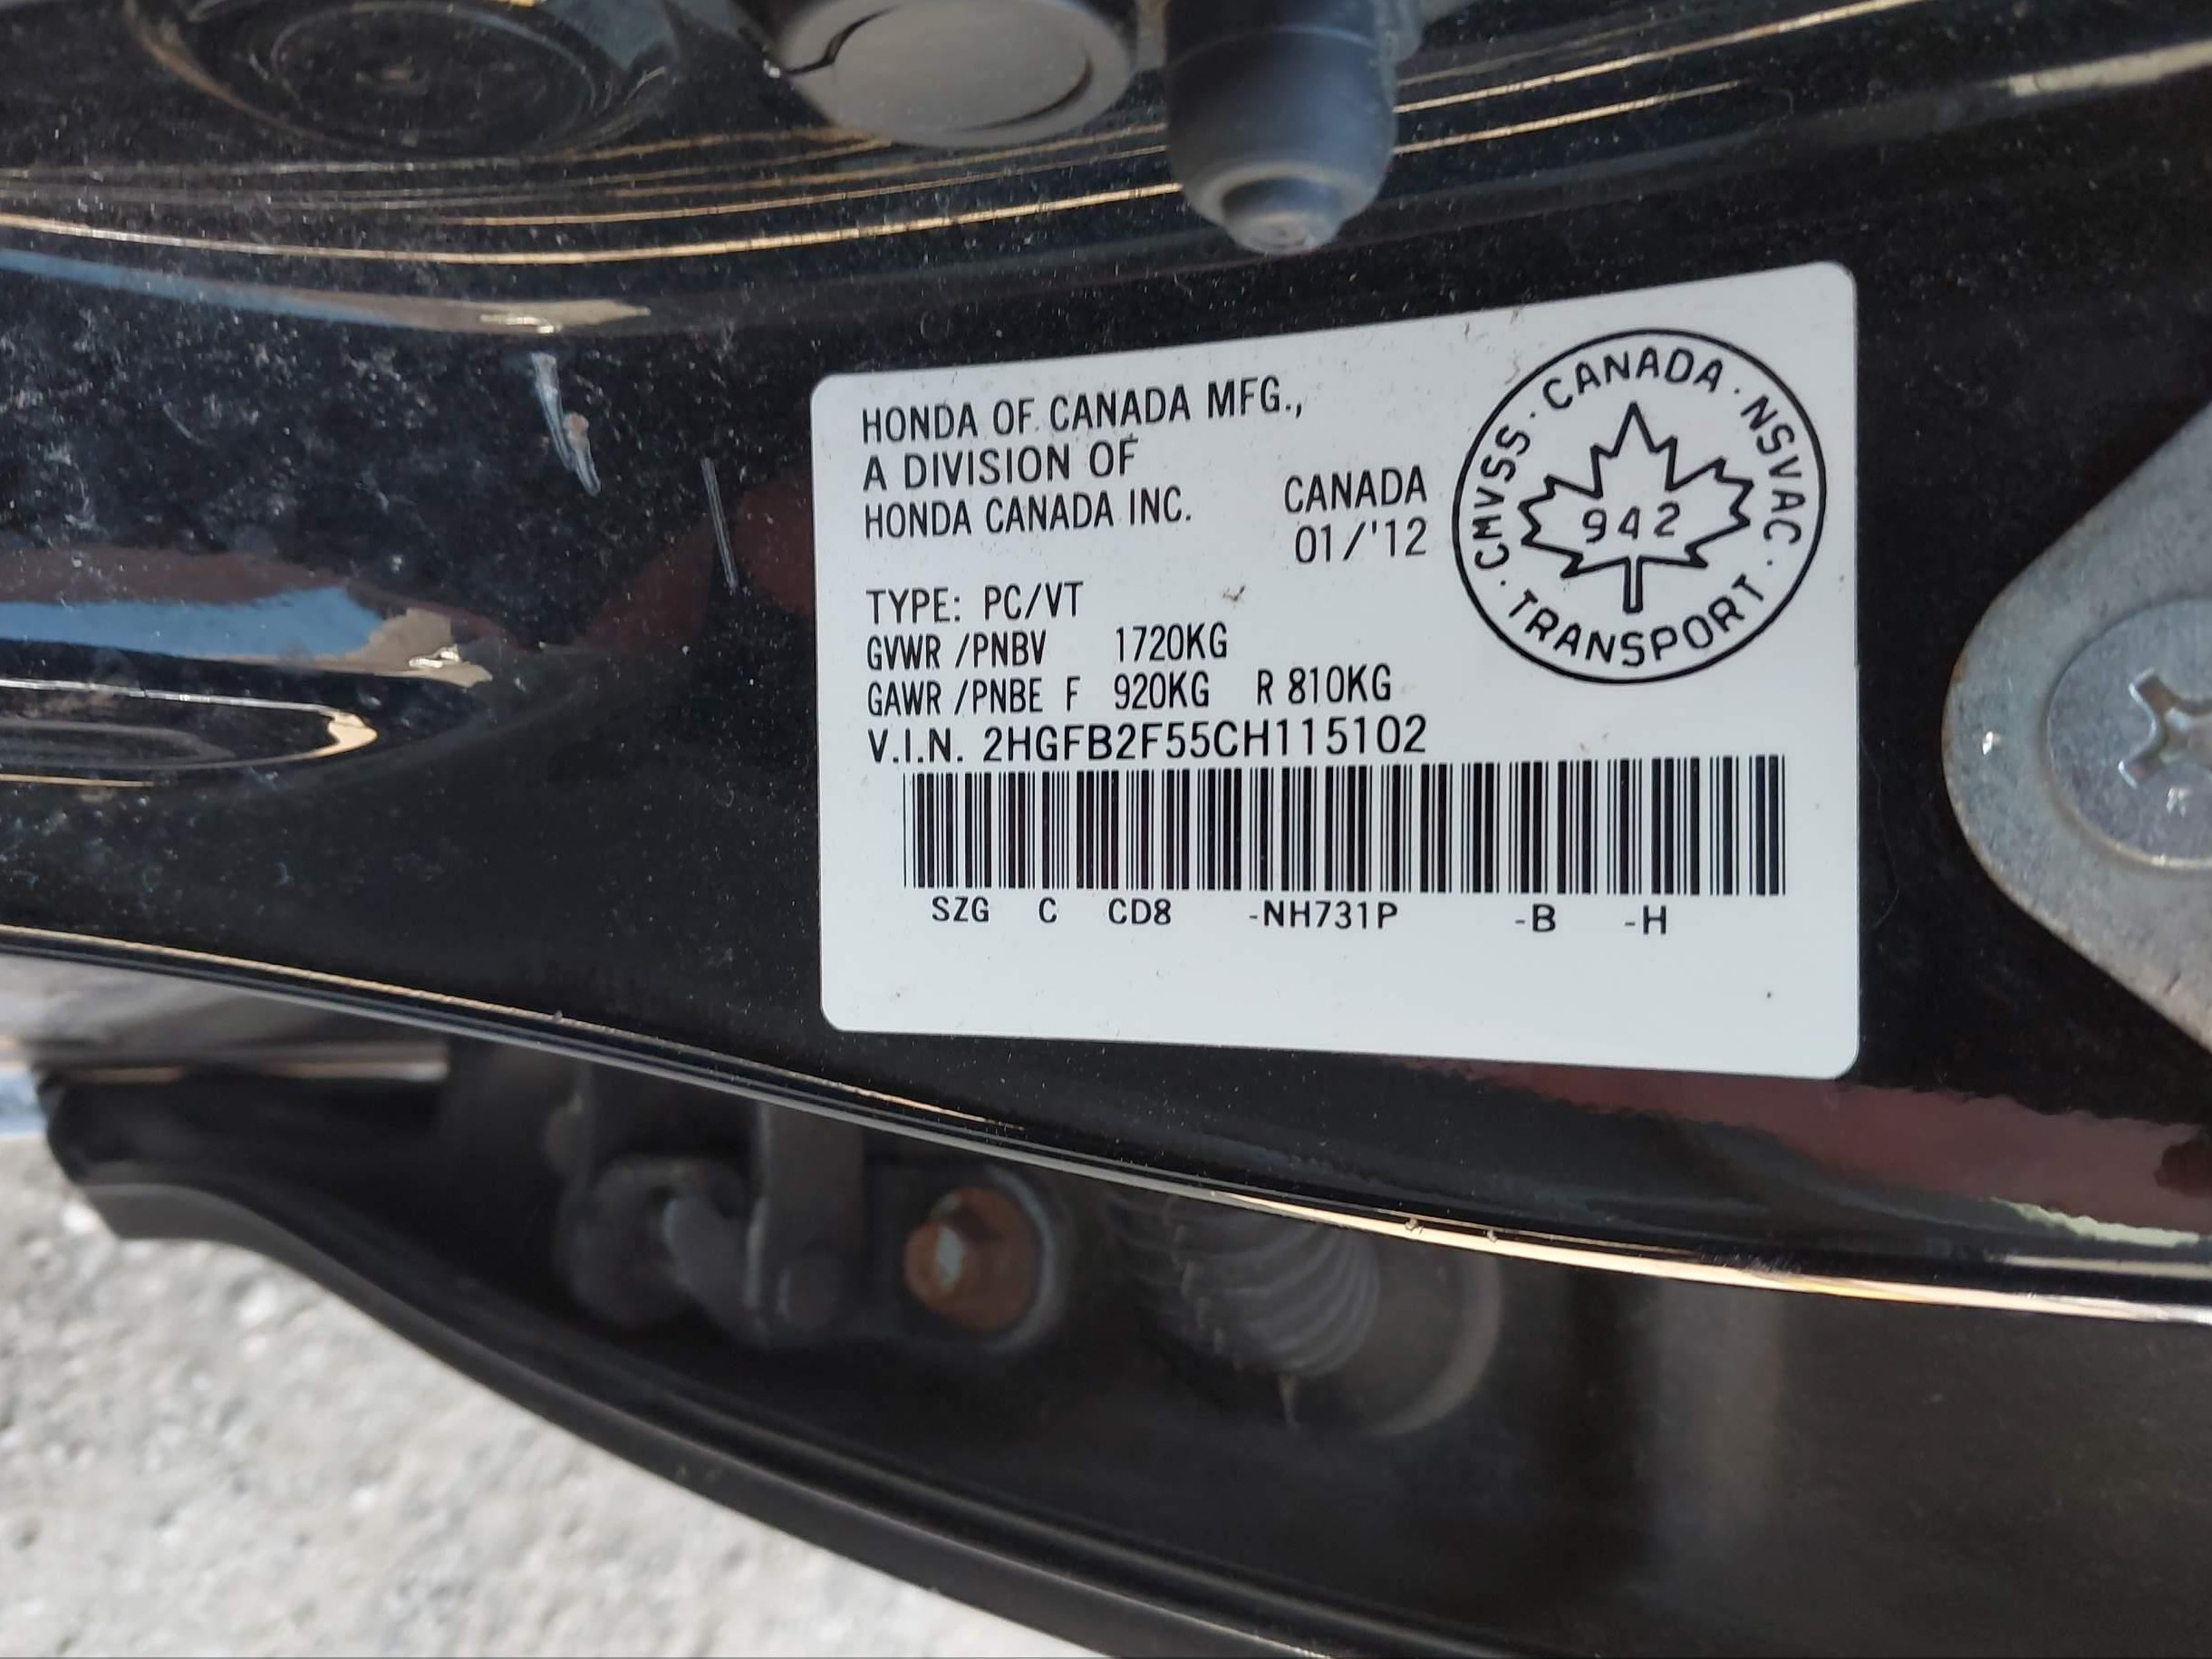 HONDA OF CANADA MFG.,
A DIVISION OF
HONDA CANADA INC.
CANADA
01/'12
CMVSS · CANADA · NSVAC · TRANSPORT ·
942
TYPE: PC/VT
GVWR /PNBV 1720KG
GAWR /PNBE F 920KG R 810KG
V.I.N. 2HGFB2F55CH115102
SZG C CD8 -NH731P -B -H